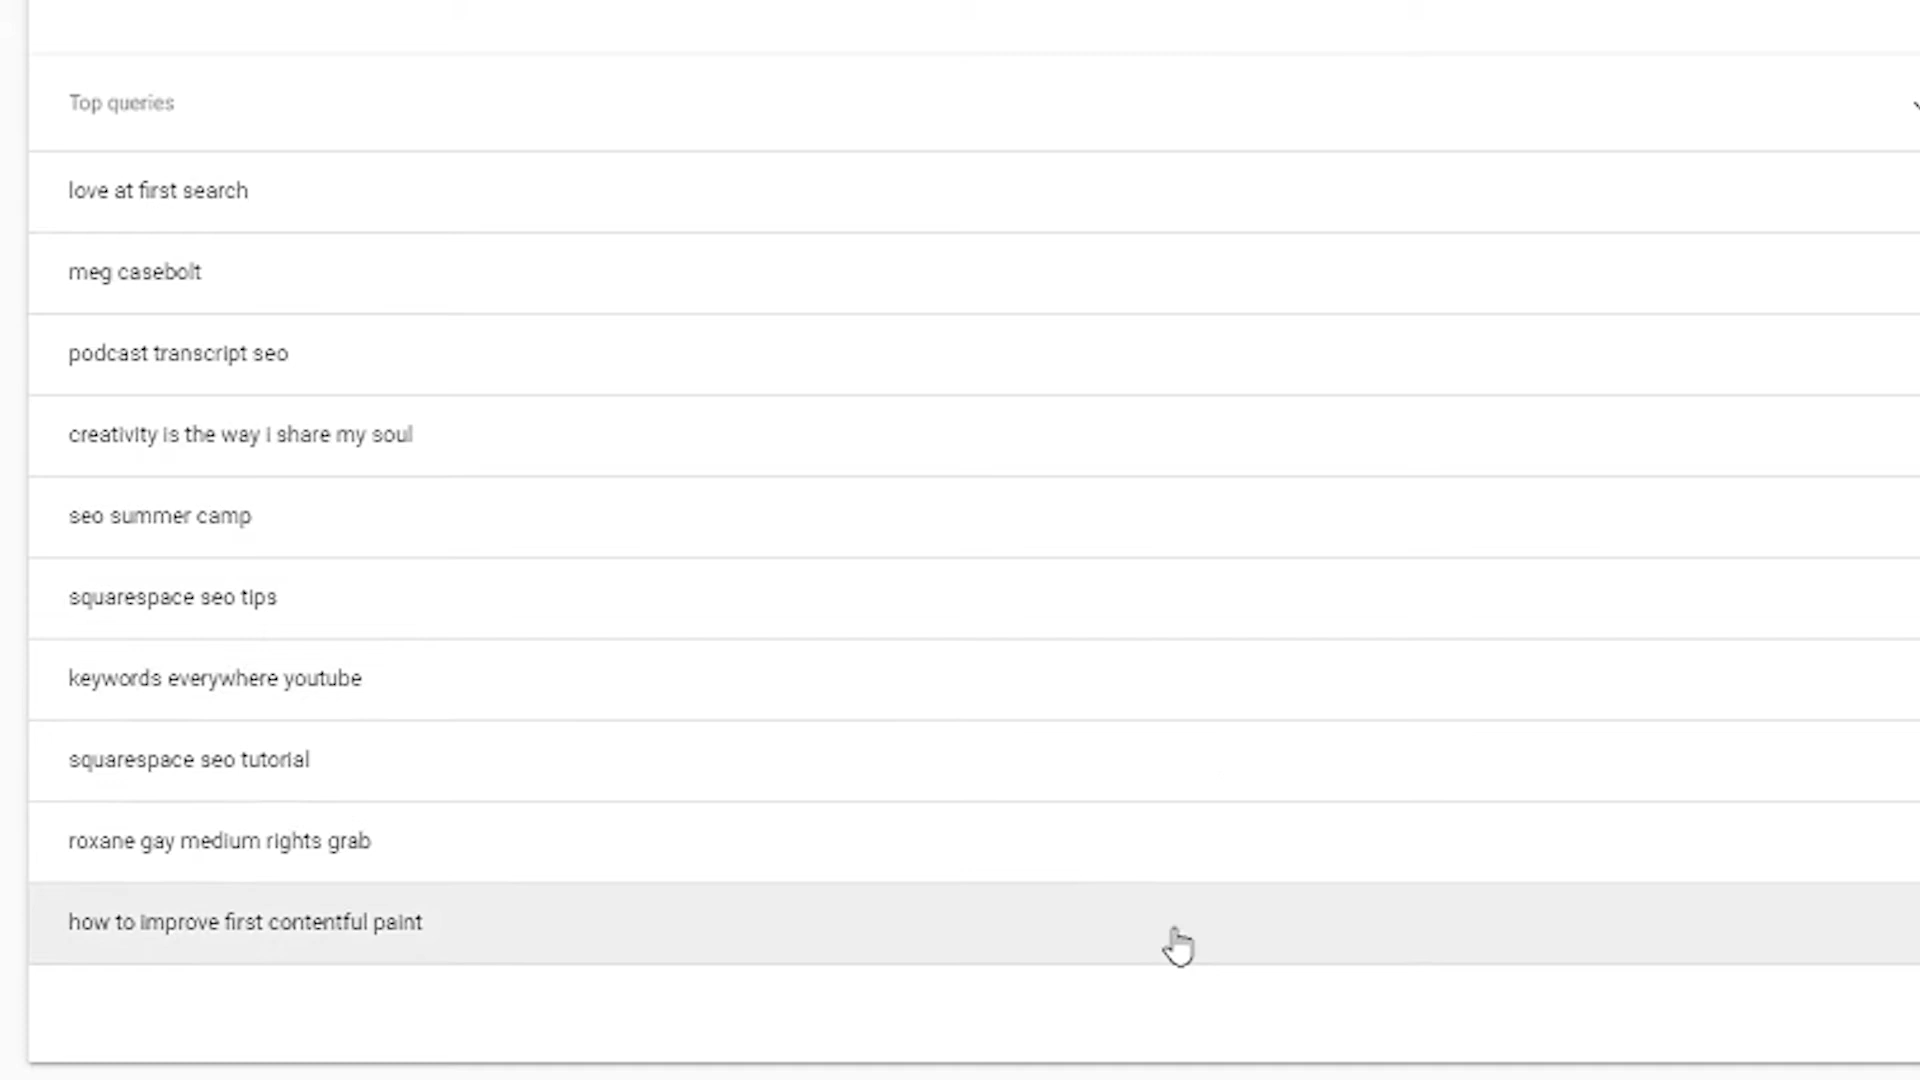 Top queries
love at first search
meg casebolt
podcast transcript seo
creativity is the way i share my soul
seo summer camp
squarespace seo tips
keywords everywhere youtube
squarespace seo tutorial
roxane gay medium rights grab
how to improve first contentful paint